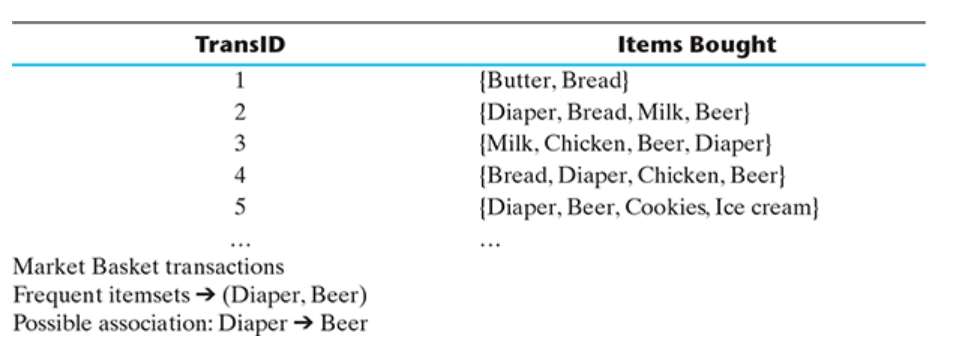 TransID Items Bought
1 {Butter, Bread}
2 {Diaper, Bread, Milk, Beer}
3 {Milk, Chicken, Beer, Diaper}
4 {Bread, Diaper, Chicken, Beer}
5 {Diaper, Beer, Cookies, Ice cream}
... ...
Market Basket transactions
Frequent itemsets → (Diaper, Beer)
Possible association: Diaper → Beer